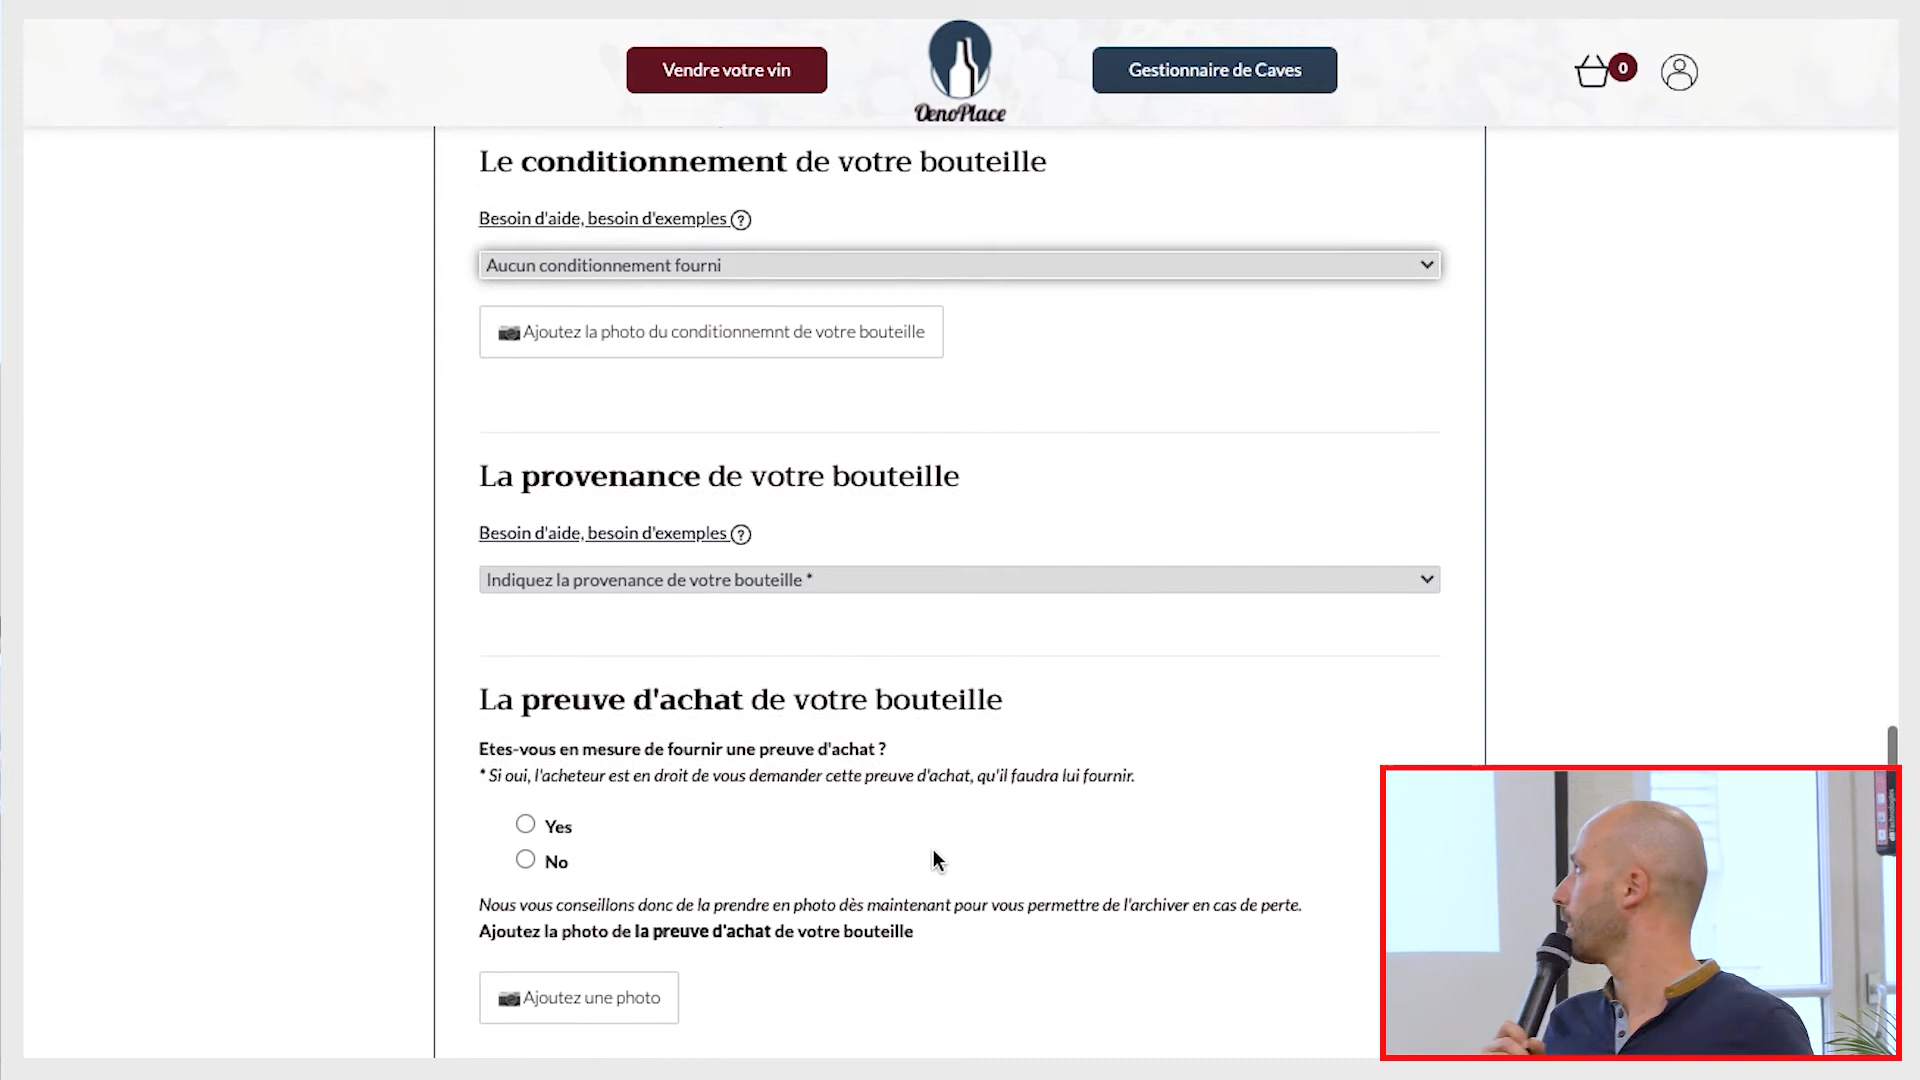 Vendre votre vin
OenoPlace
Gestionnaire de Caves
0
Le conditionnement de votre bouteille
Besoin d'aide, besoin d'exemples ?
Aucun conditionnement fourni
Ajoutez la photo du conditionnemnt de votre bouteille
La provenance de votre bouteille
Besoin d'aide, besoin d'exemples ?
Indiquez la provenance de votre bouteille *
La preuve d'achat de votre bouteille
Etes-vous en mesure de fournir une preuve d'achat ?
* Si oui, l'acheteur est en droit de vous demander cette preuve d'achat, qu'il faudra lui fournir.
Yes
No
Nous vous conseillons donc de la prendre en photo dès maintenant pour vous permettre de l'archiver en cas de perte.
Ajoutez la photo de la preuve d'achat de votre bouteille
Ajoutez une photo